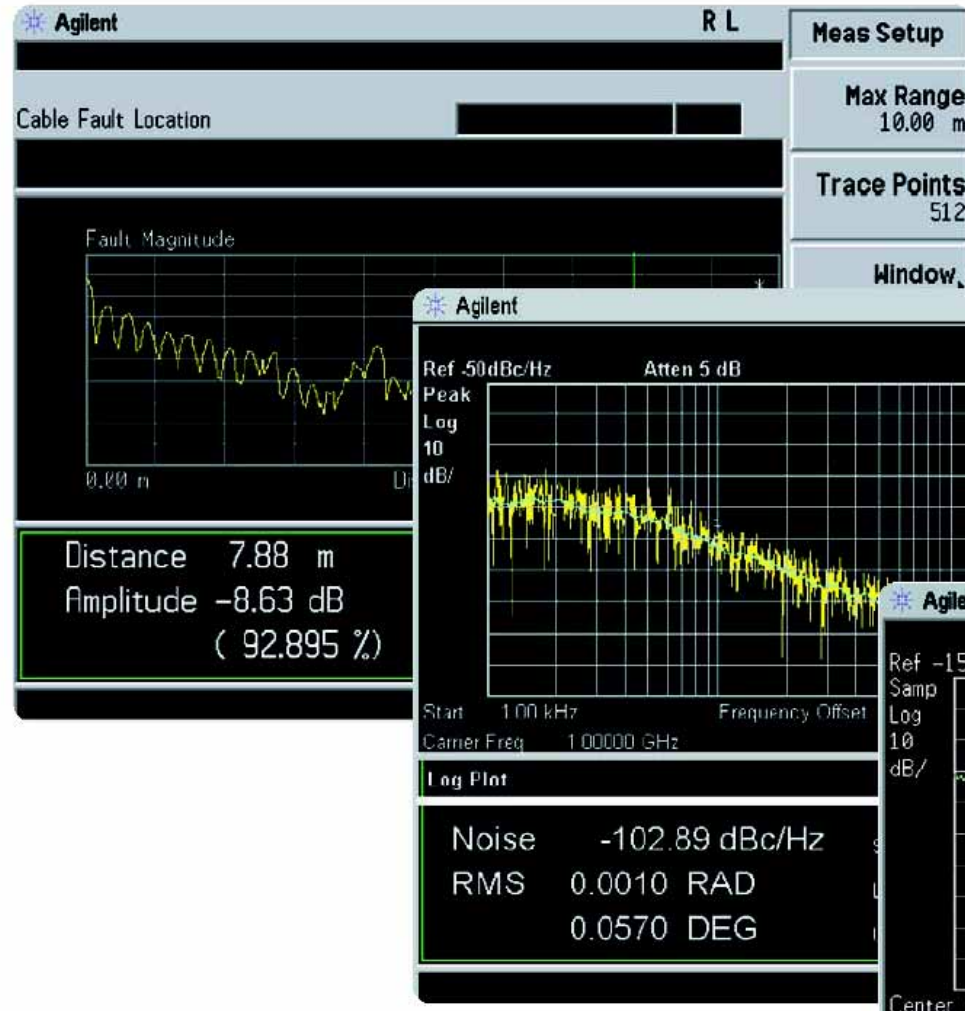 Agilent
R L
Meas Setup
Cable Fault Location
Max Range
10.00 m
Trace Points
512
Window
Fault Magnitude
0.00 m
Distance 7.88 m
Amplitude -8.63 dB
( 92.895 %)
Agilent
Ref -50dBc/Hz Atten 5 dB
Peak
Log
10
dB/
Start 1.00 kHz Frequency Offset
Carrier Freq 1.00000 GHz
Log Plot
Noise -102.89 dBc/Hz
RMS 0.0010 RAD
0.0570 DEG
Agile
Ref -15
Samp
Log
10
dB/
Center